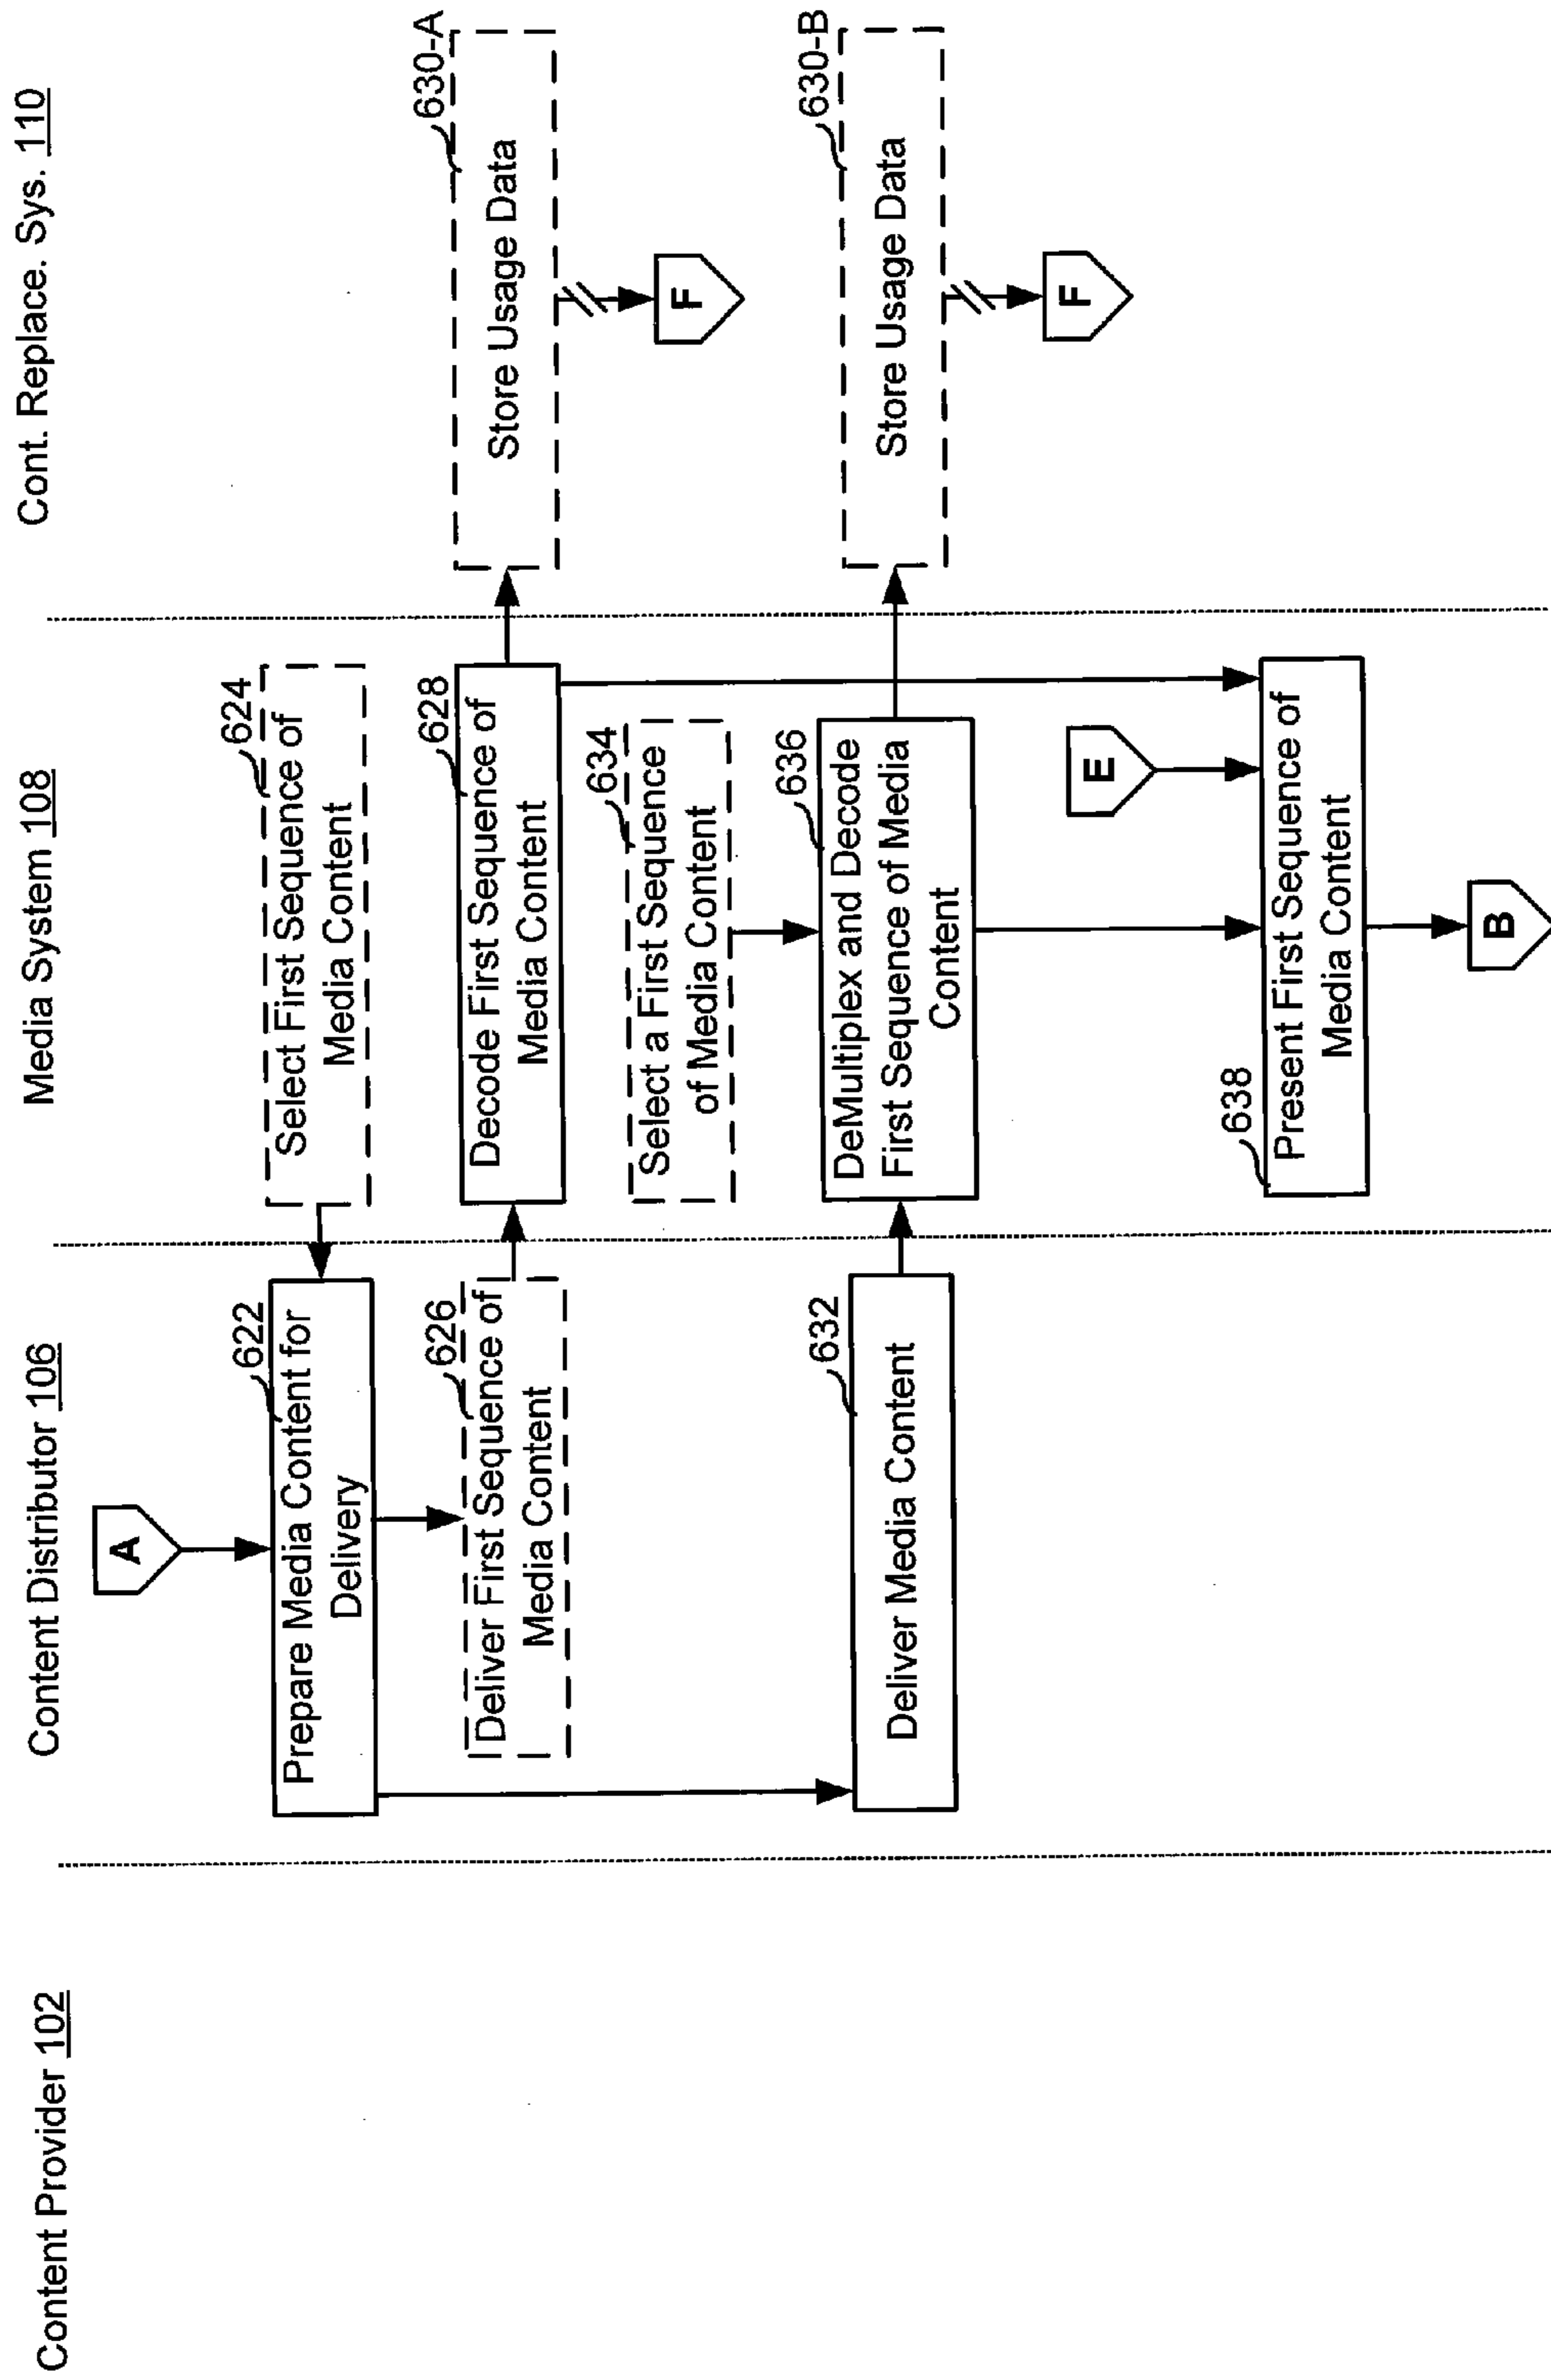 Content Provider 102
Content Distributor 106
Media System 108
Cont. Replace. Sys. 110
A
622
Prepare Media Content for
Delivery
624
Select First Sequence of
Media Content
626
Deliver First Sequence of
Media Content
628
Decode First Sequence of
Media Content
630-A
Store Usage Data
F
634
Select a First Sequence
of Media Content
632
Deliver Media Content
636
DeMultiplex and Decode
First Sequence of Media
Content
630-B
Store Usage Data
F
E
638
Present First Sequence of
Media Content
B